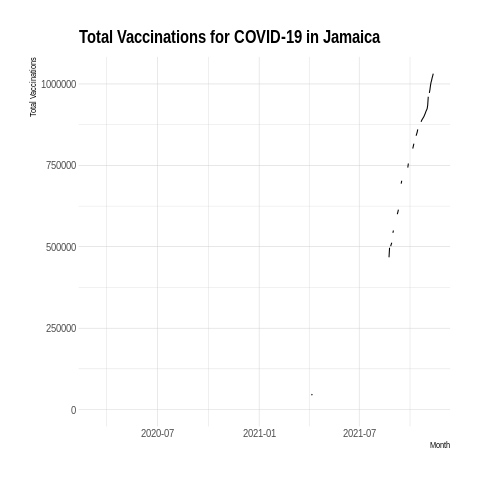 Total Vaccinations for COVID-19 in Jamaica
Total Vaccinations
1000000
750000
500000
250000
0
2020-07
2021-01
2021-07
Month